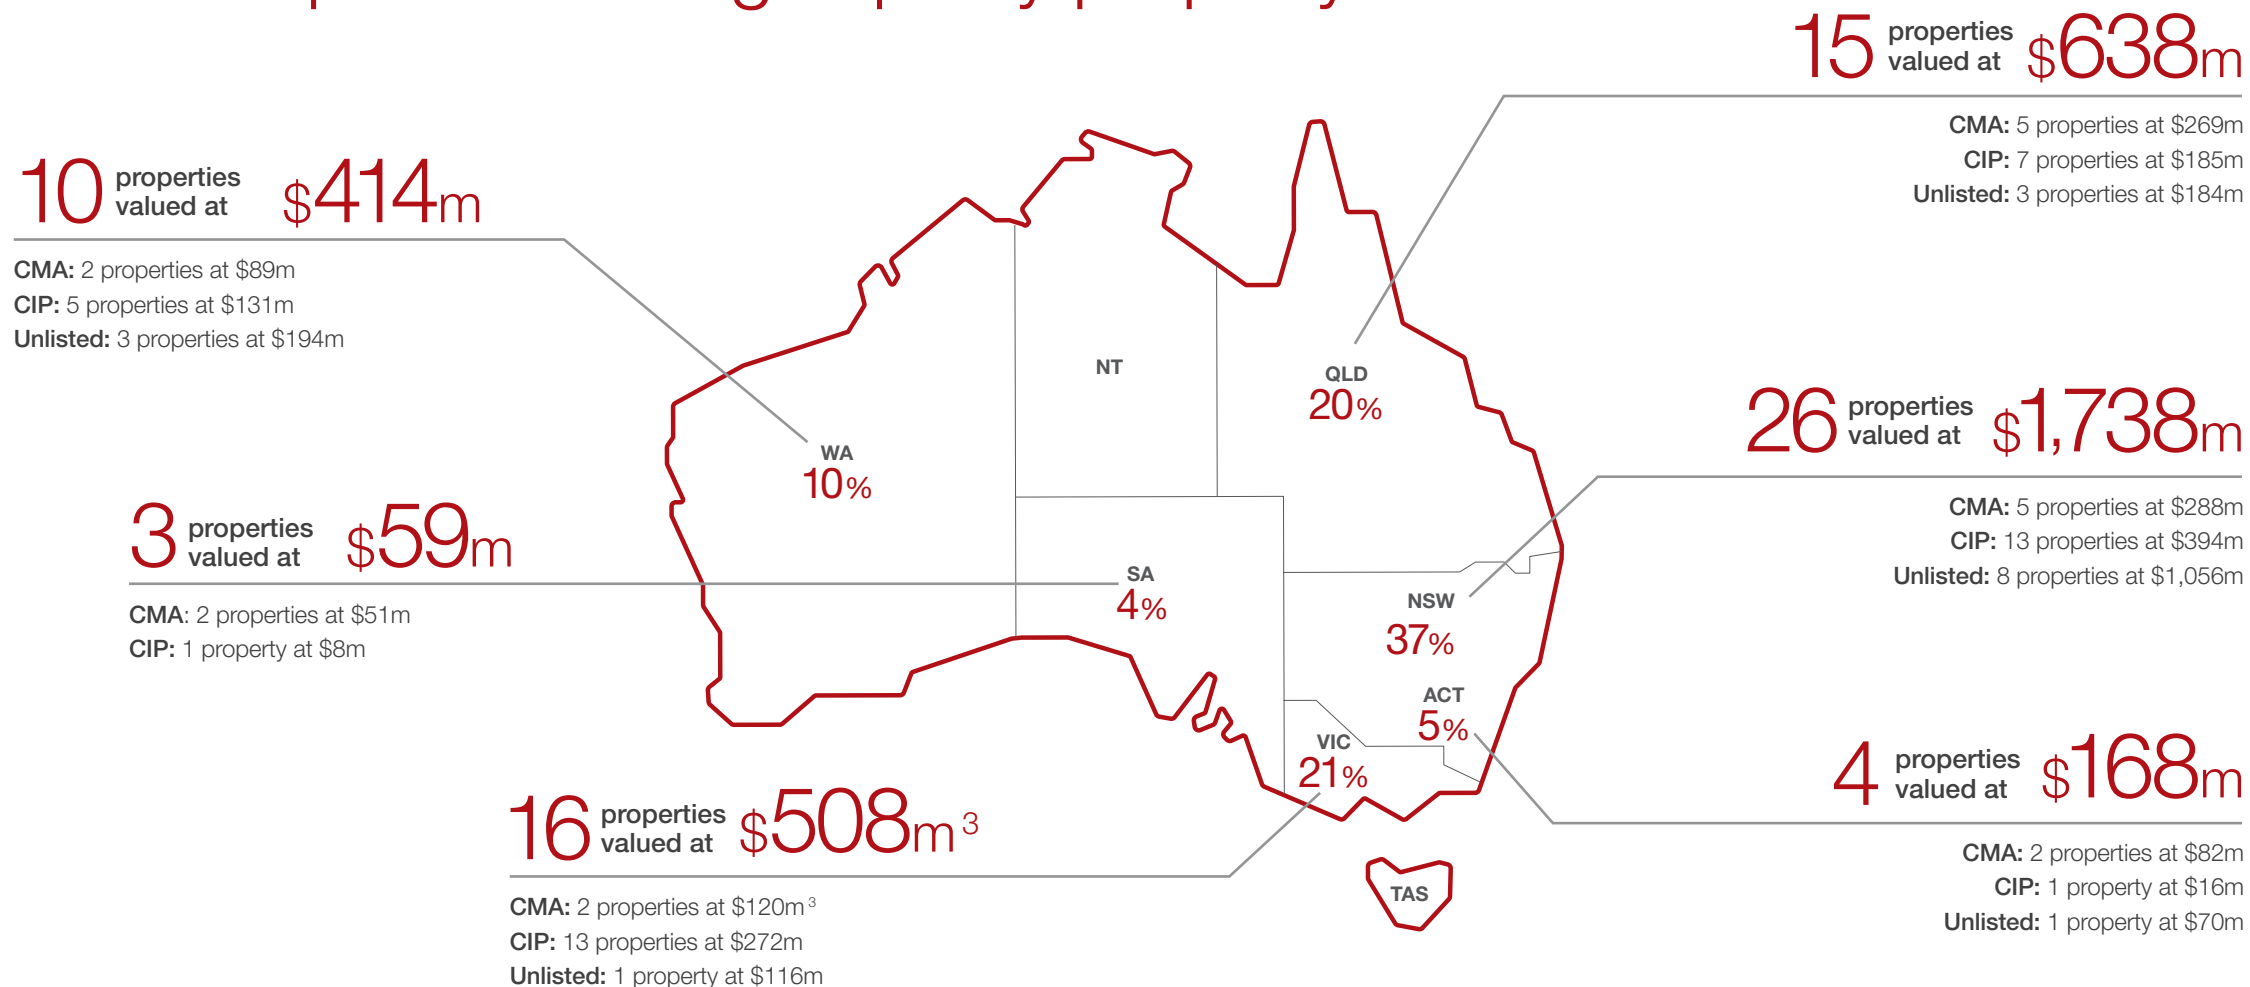 15 properties valued at $638m
CMA: 5 properties at $269m
CIP: 7 properties at $185m
Unlisted: 3 properties at $184m
10 properties valued at $414m
CMA: 2 properties at $89m
CIP: 5 properties at $131m
Unlisted: 3 properties at $194m
NT
QLD
20%
26 properties valued at $1,738m
CMA: 5 properties at $288m
CIP: 13 properties at $394m
Unlisted: 8 properties at $1,056m
WA
10%
3 properties valued at $59m
CMA: 2 properties at $51m
CIP: 1 property at $8m
SA
4%
NSW
37%
ACT
5%
VIC
21%
4 properties valued at $168m
CMA: 2 properties at $82m
CIP: 1 property at $16m
Unlisted: 1 property at $70m
16 properties valued at $508m3
CMA: 2 properties at $120m3
CIP: 13 properties at $272m
Unlisted: 1 property at $116m
TAS